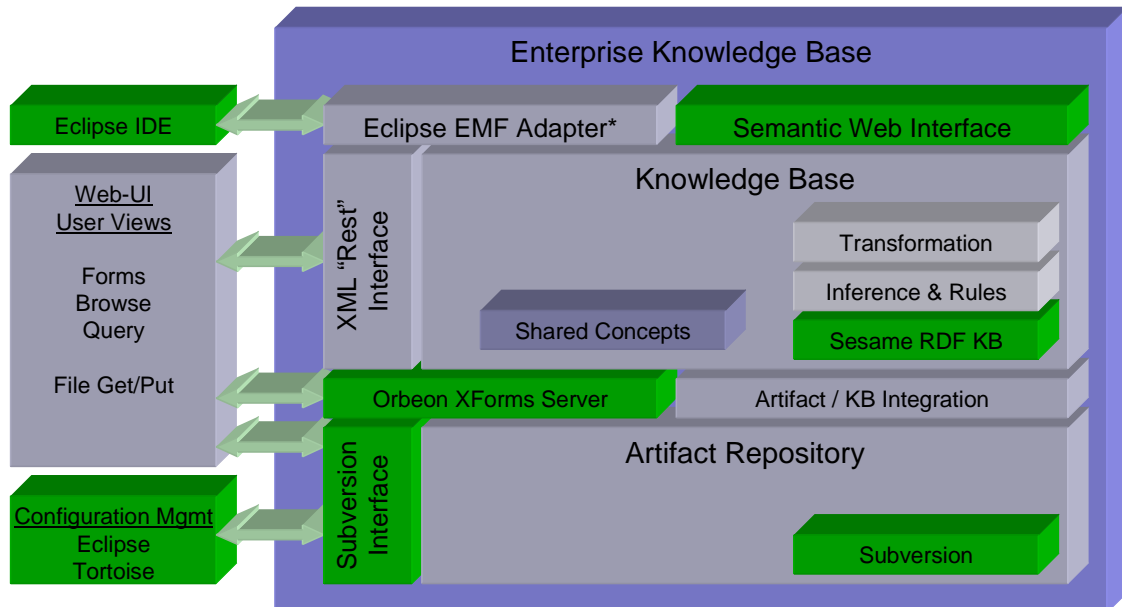 Enterprise Knowledge Base
Eclipse IDE
Eclipse EMF Adapter*
Semantic Web Interface
Web-UI
User Views
Forms
Browse
Query
File Get/Put
XML “Rest”
Interface
Knowledge Base
Transformation
Inference & Rules
Shared Concepts
Sesame RDF KB
Orbeon XForms Server
Artifact / KB Integration
Configuration Mgmt
Eclipse
Tortoise
Subversion
Interface
Artifact Repository
Subversion